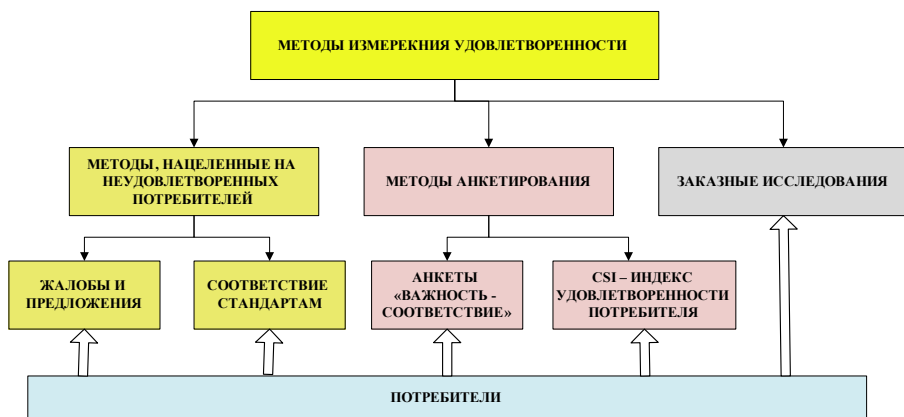 МЕТОДЫ ИЗМЕРЕКНИЯ УДОВЛЕТВОРЕННОСТИ
МЕТОДЫ, НАЦЕЛЕННЫЕ НА
НЕУДОВЛЕТВОРЕННЫХ
ПОТРЕБИТЕЛЕЙ
МЕТОДЫ АНКЕТИРОВАНИЯ
ЗАКАЗНЫЕ ИССЛЕДОВАНИЯ
ЖАЛОБЫ И
ПРЕДЛОЖЕНИЯ
СООТВЕТСТВИЕ
СТАНДАРТАМ
АНКЕТЫ
«ВАЖНОСТЬ -
СООТВЕТСТВИЕ»
CSI – ИНДЕКС
УДОВЛЕТВОРЕННОСТИ
ПОТРЕБИТЕЛЯ
ПОТРЕБИТЕЛИ